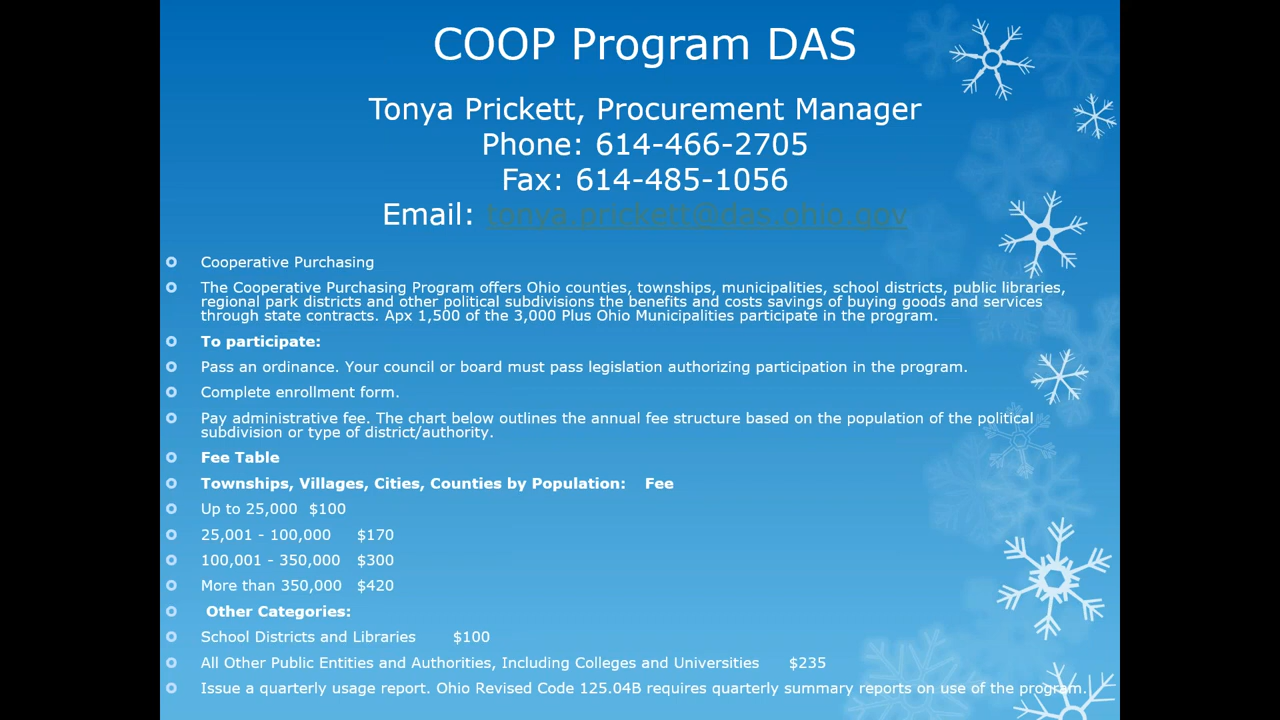 COOP Program DAS
Tonya Prickett, Procurement Manager
Phone: 614-466-2705
Fax: 614-485-1056
Email: tonya.prickett@das.ohio.gov
Cooperative Purchasing
The Cooperative Purchasing Program offers Ohio counties, townships, municipalities, school districts, public libraries,
regional park districts and other political subdivisions the benefits and costs savings of buying goods and services
through state contracts. Apx 1,500 of the 3,000 Plus Ohio Municipalities participate in the program.
To participate:
Pass an ordinance. Your council or board must pass legislation authorizing participation in the program.
Complete enrollment form.
Pay administrative fee. The chart below outlines the annual fee structure based on the population of the political
subdivision or type of district/authority.
Fee Table
Townships, Villages, Cities, Counties by Population: Fee
Up to 25,000 $100
25,001 - 100,000 $170
100,001 - 350,000 $300
More than 350,000 $420
Other Categories:
School Districts and Libraries $100
All Other Public Entities and Authorities, Including Colleges and Universities $235
Issue a quarterly usage report. Ohio Revised Code 125.04B requires quarterly summary reports on use of the program.